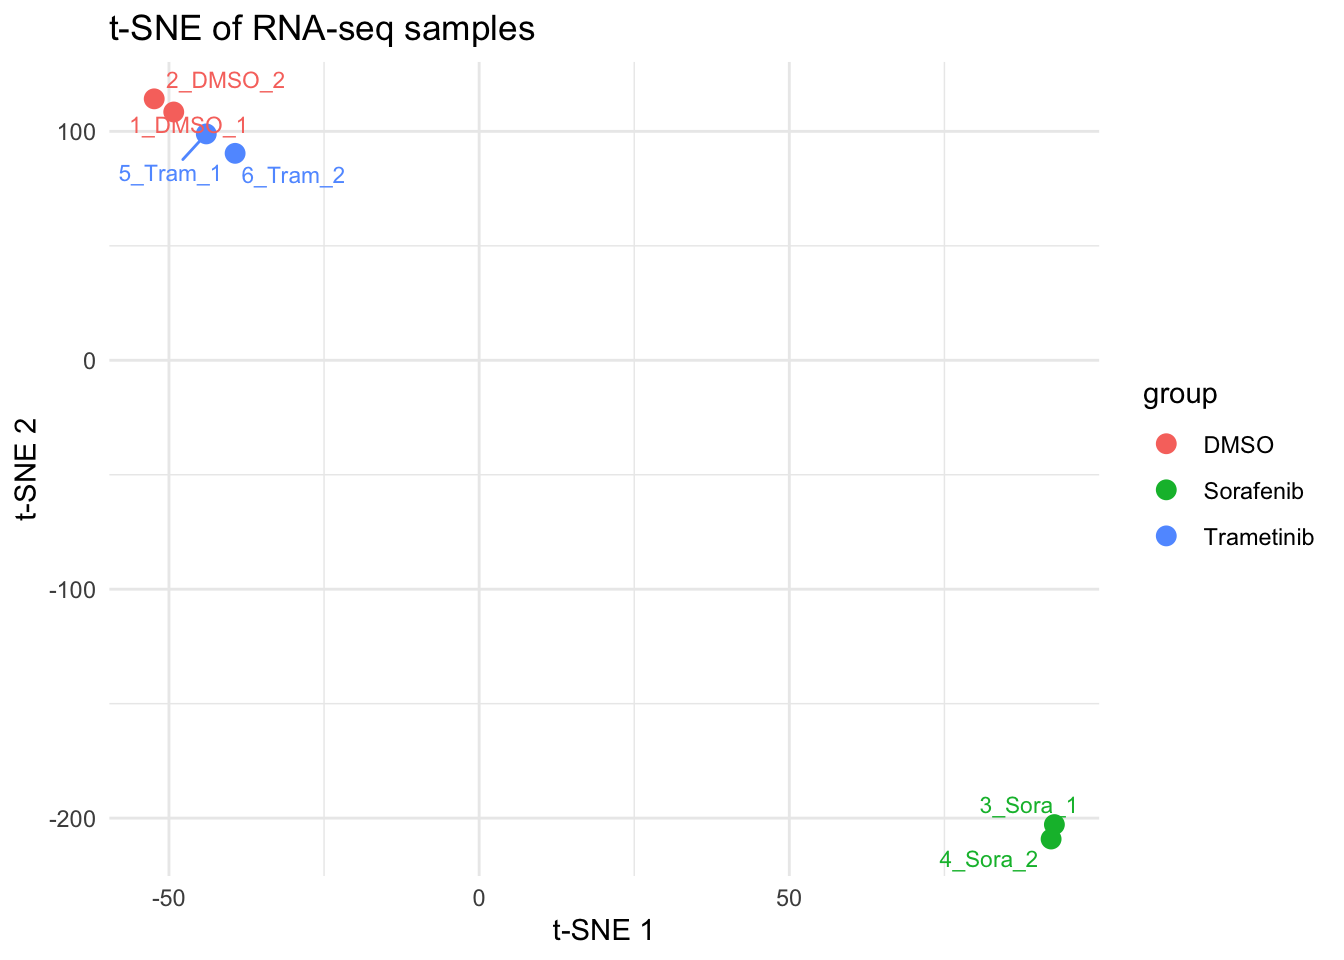 t-SNE of RNA-seq samples
2_DMSO_2
1_DMSO_1
5_Tram_1
6_Tram_2
3_Sora_1
4_Sora_2
100
0
-100
-200
t-SNE 2
-50
0
50
t-SNE 1
group
DMSO
Sorafenib
Trametinib